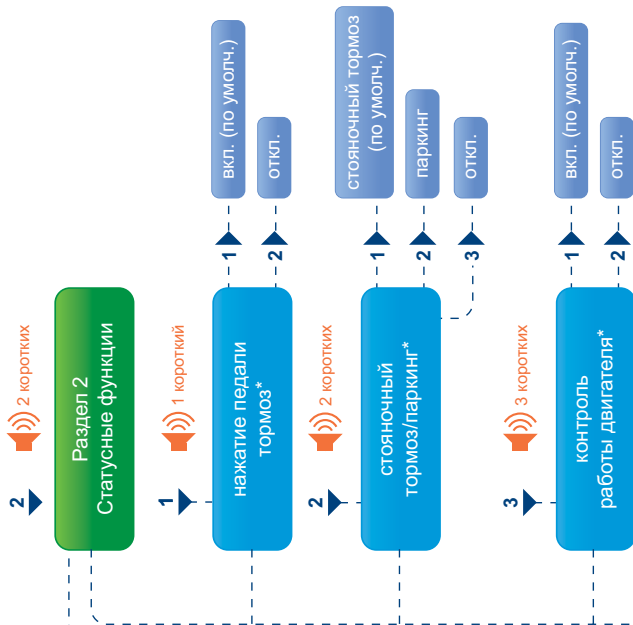 2
2 коротких
Раздел 2
Статусные функции
1
1 короткий
нажатие педали
тормоз*
1
вкл. (по умолч.)
2
откл.
2
2 коротких
стояночный
тормоз/паркинг*
1
стояночный тормоз
(по умолч.)
2
паркинг
3
откл.
3
3 коротких
контроль
работы двигателя*
1
вкл. (по умолч.)
2
откл.